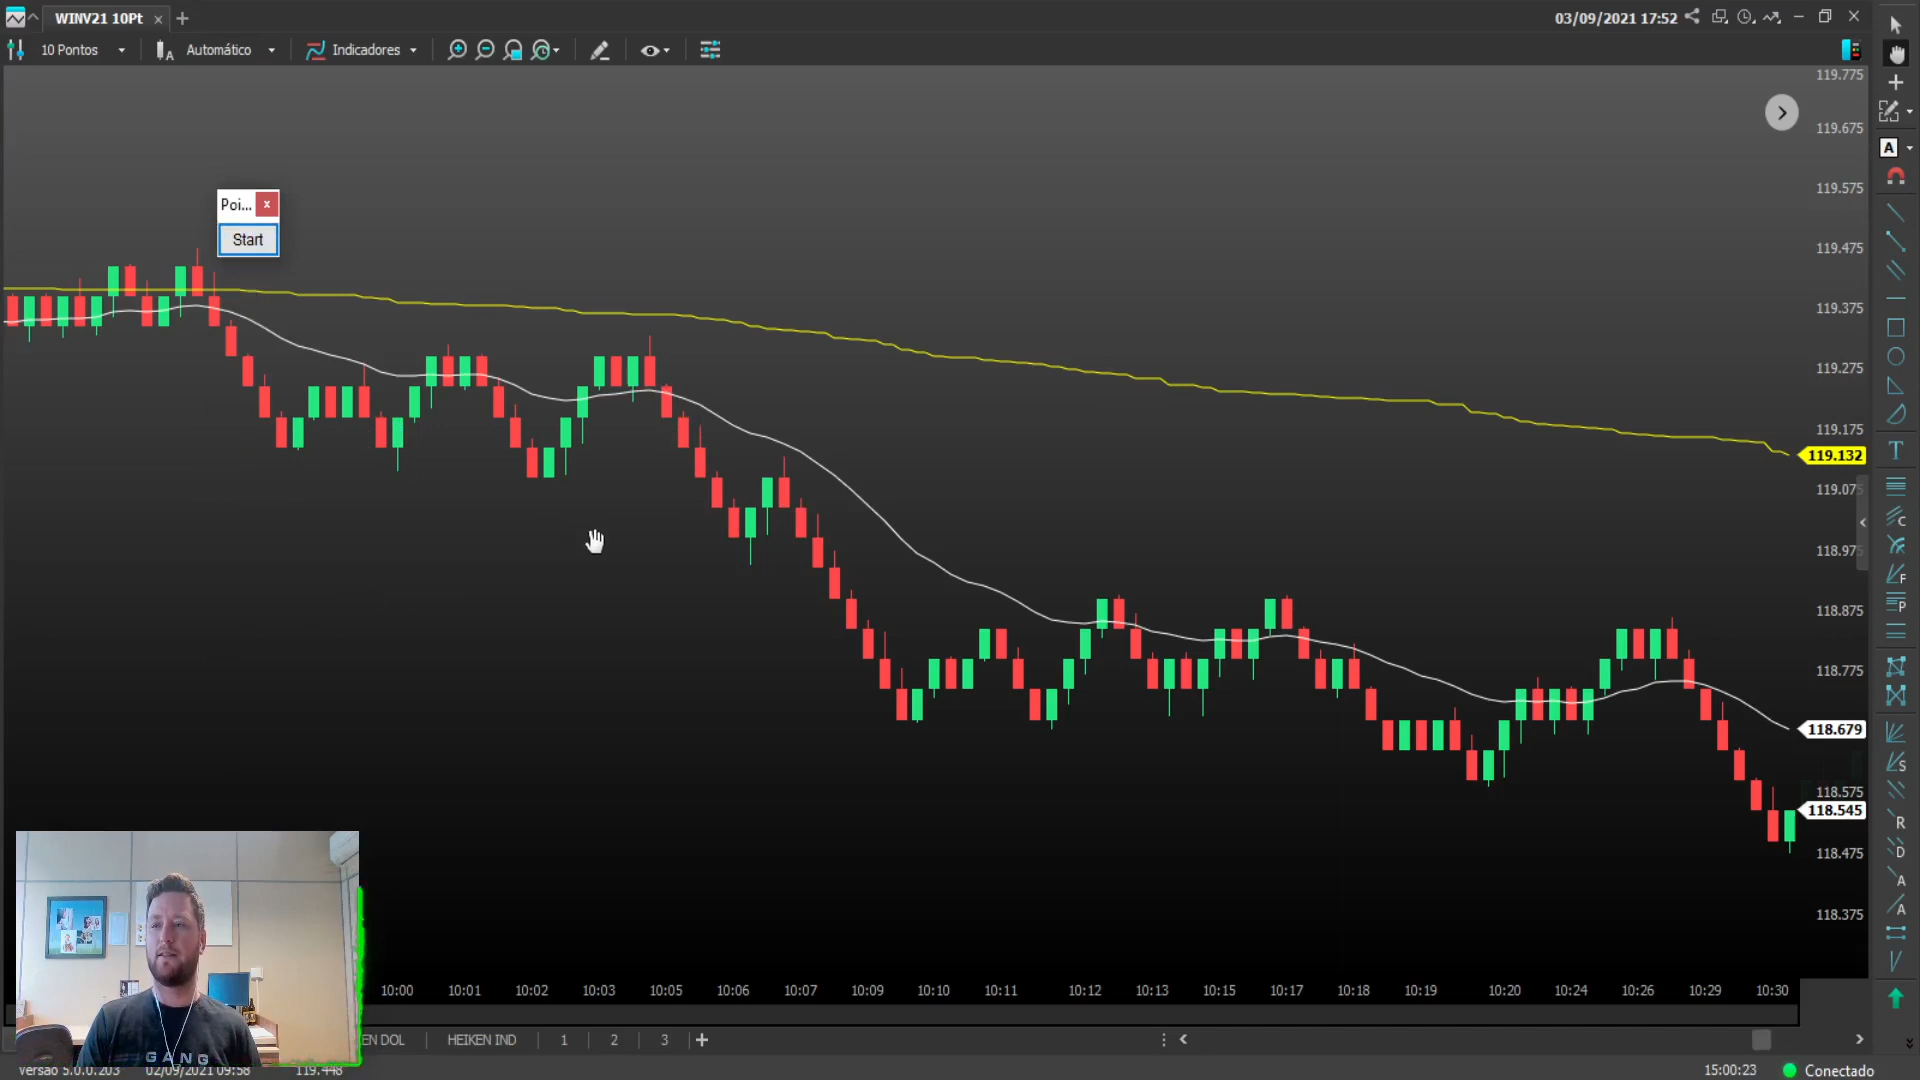 WINV21 10Pt
03/09/2021 17:52
10 Pontos
Automático
Indicadores
119.775
119.675
Poi...
119.575
Start
119.475
119.375
119.275
119.175
119.132
119.075
118.975
118.875
118.775
118.679
118.575
118.545
118.475
118.375
10:00 10:01 10:02 10:03 10:05 10:06 10:07 10:09 10:10 10:11 10:12 10:13 10:15 10:17 10:18 10:19 10:20 10:24 10:26 10:29 10:30
EN DOL
HEIKEN IND
1
2
3
GANG
Versão 5.0.0.203 02/09/2021 09:58 119.448
15:00:23
Conectado